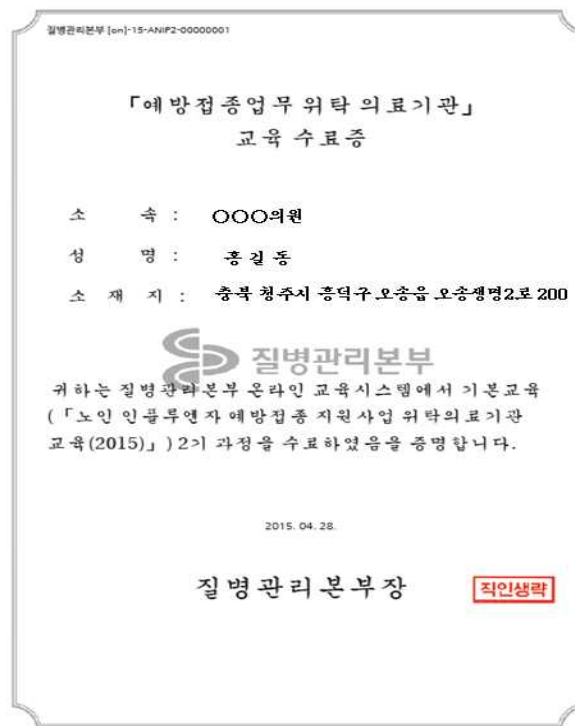 질병관리본부 [on]-15-ANIP2-00000001
「예방접종업무 위탁 의료기관」
교육 수료증
소 속 : ○○○의원
성 명 : 홍길동
소 재 지 : 충북 청주시 흥덕구 오송읍 오송생명2로 200
질병관리본부
귀하는 질병관리본부 온라인 교육시스템에서 기본교육
(「노인 인플루엔자 예방접종 지원사업 위탁의료기관
교육(2015)」) 2기 과정을 수료하였음을 증명합니다.
2015. 04. 28.
질병관리본부장
직인생략